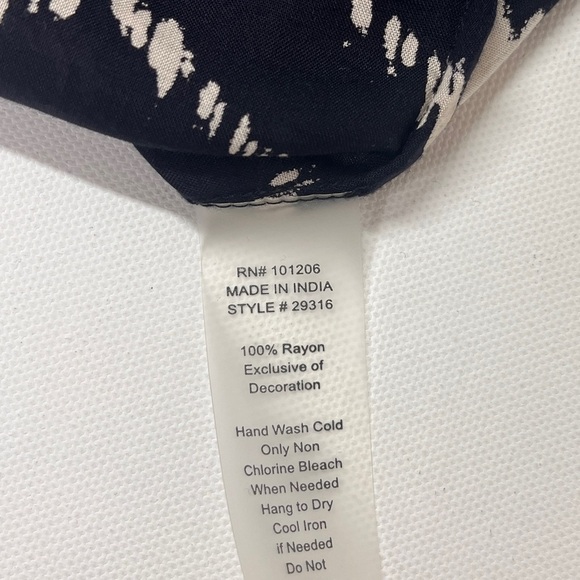 RN# 101206
MADE IN INDIA
STYLE # 29316
100% Rayon
Exclusive of
Decoration
Hand Wash Cold
Only Non
Chlorine Bleach
When Needed
Hang to Dry
Cool Iron
if Needed
Do Not